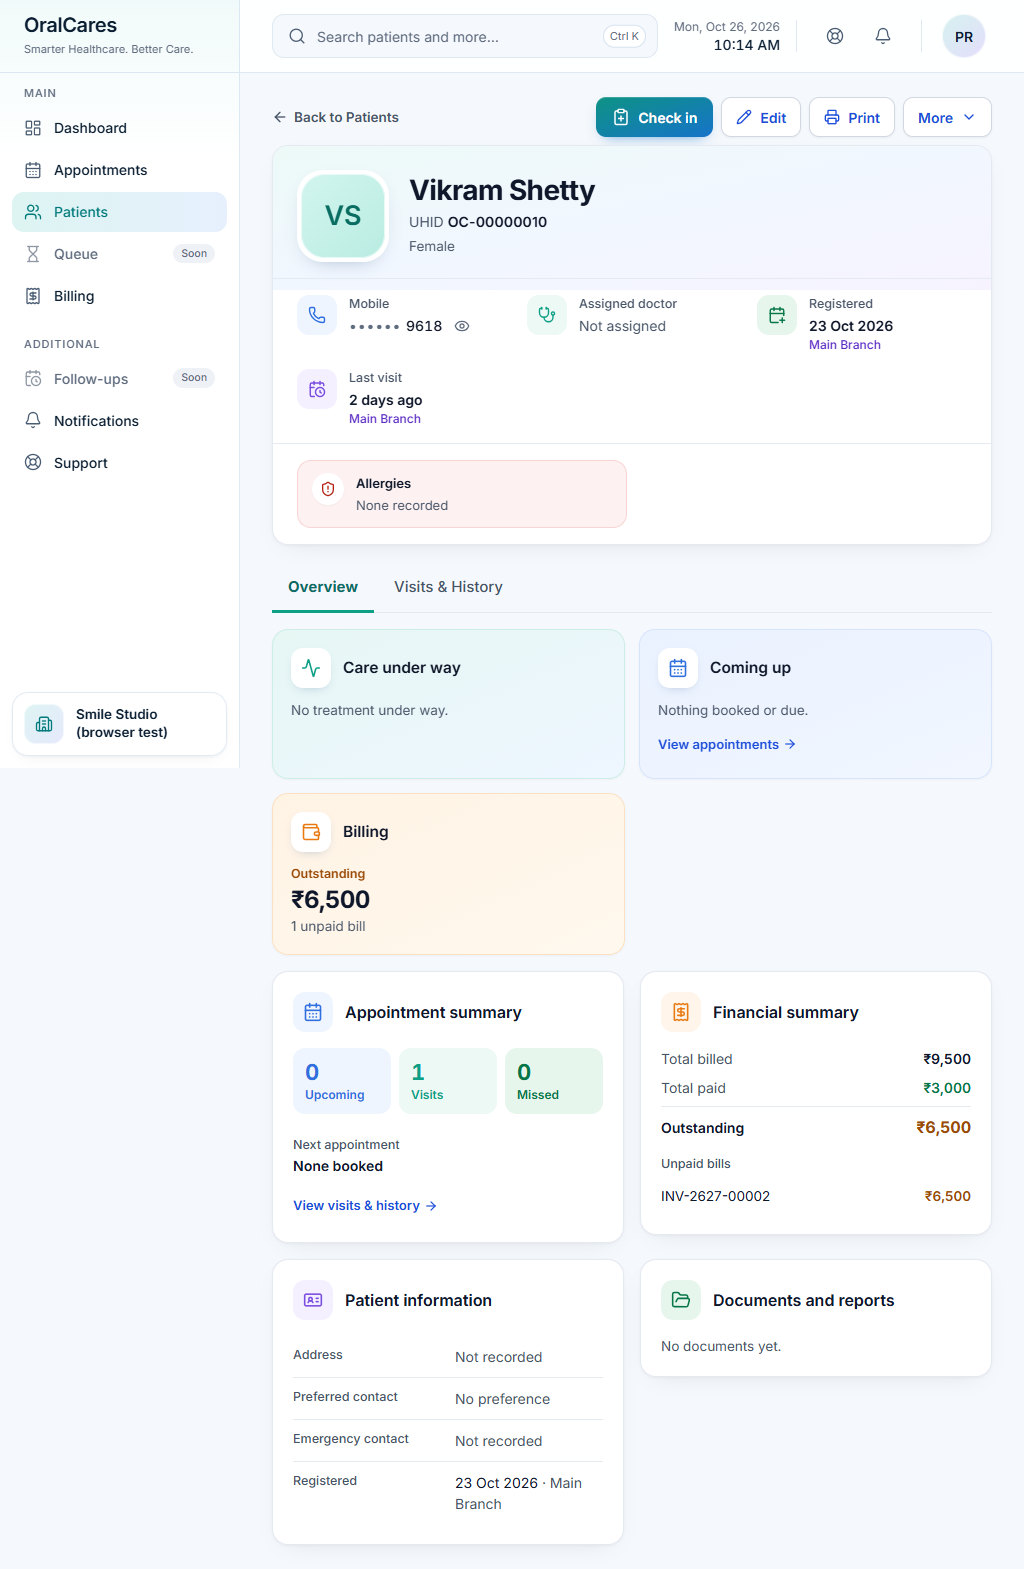 OralCares
Smarter Healthcare. Better Care.
Search patients and more...
Ctrl K
Mon, Oct 26, 2026
10:14 AM
PR
MAIN
Dashboard
Appointments
Patients
Queue
Soon
Billing
ADDITIONAL
Follow-ups
Soon
Notifications
Support
Smile Studio
(browser test)
Back to Patients
Check in
Edit
Print
More
VS
Vikram Shetty
UHID OC-00000010
Female
Mobile
•••••• 9618
Assigned doctor
Not assigned
Registered
23 Oct 2026
Main Branch
Last visit
2 days ago
Main Branch
Allergies
None recorded
Overview
Visits & History
Care under way
No treatment under way.
Coming up
Nothing booked or due.
View appointments →
Billing
Outstanding
₹6,500
1 unpaid bill
Appointment summary
0
Upcoming
1
Visits
0
Missed
Next appointment
None booked
View visits & history →
Financial summary
Total billed ₹9,500
Total paid ₹3,000
Outstanding ₹6,500
Unpaid bills
INV-2627-00002 ₹6,500
Patient information
Address Not recorded
Preferred contact No preference
Emergency contact Not recorded
Registered 23 Oct 2026 · Main
Branch
Documents and reports
No documents yet.